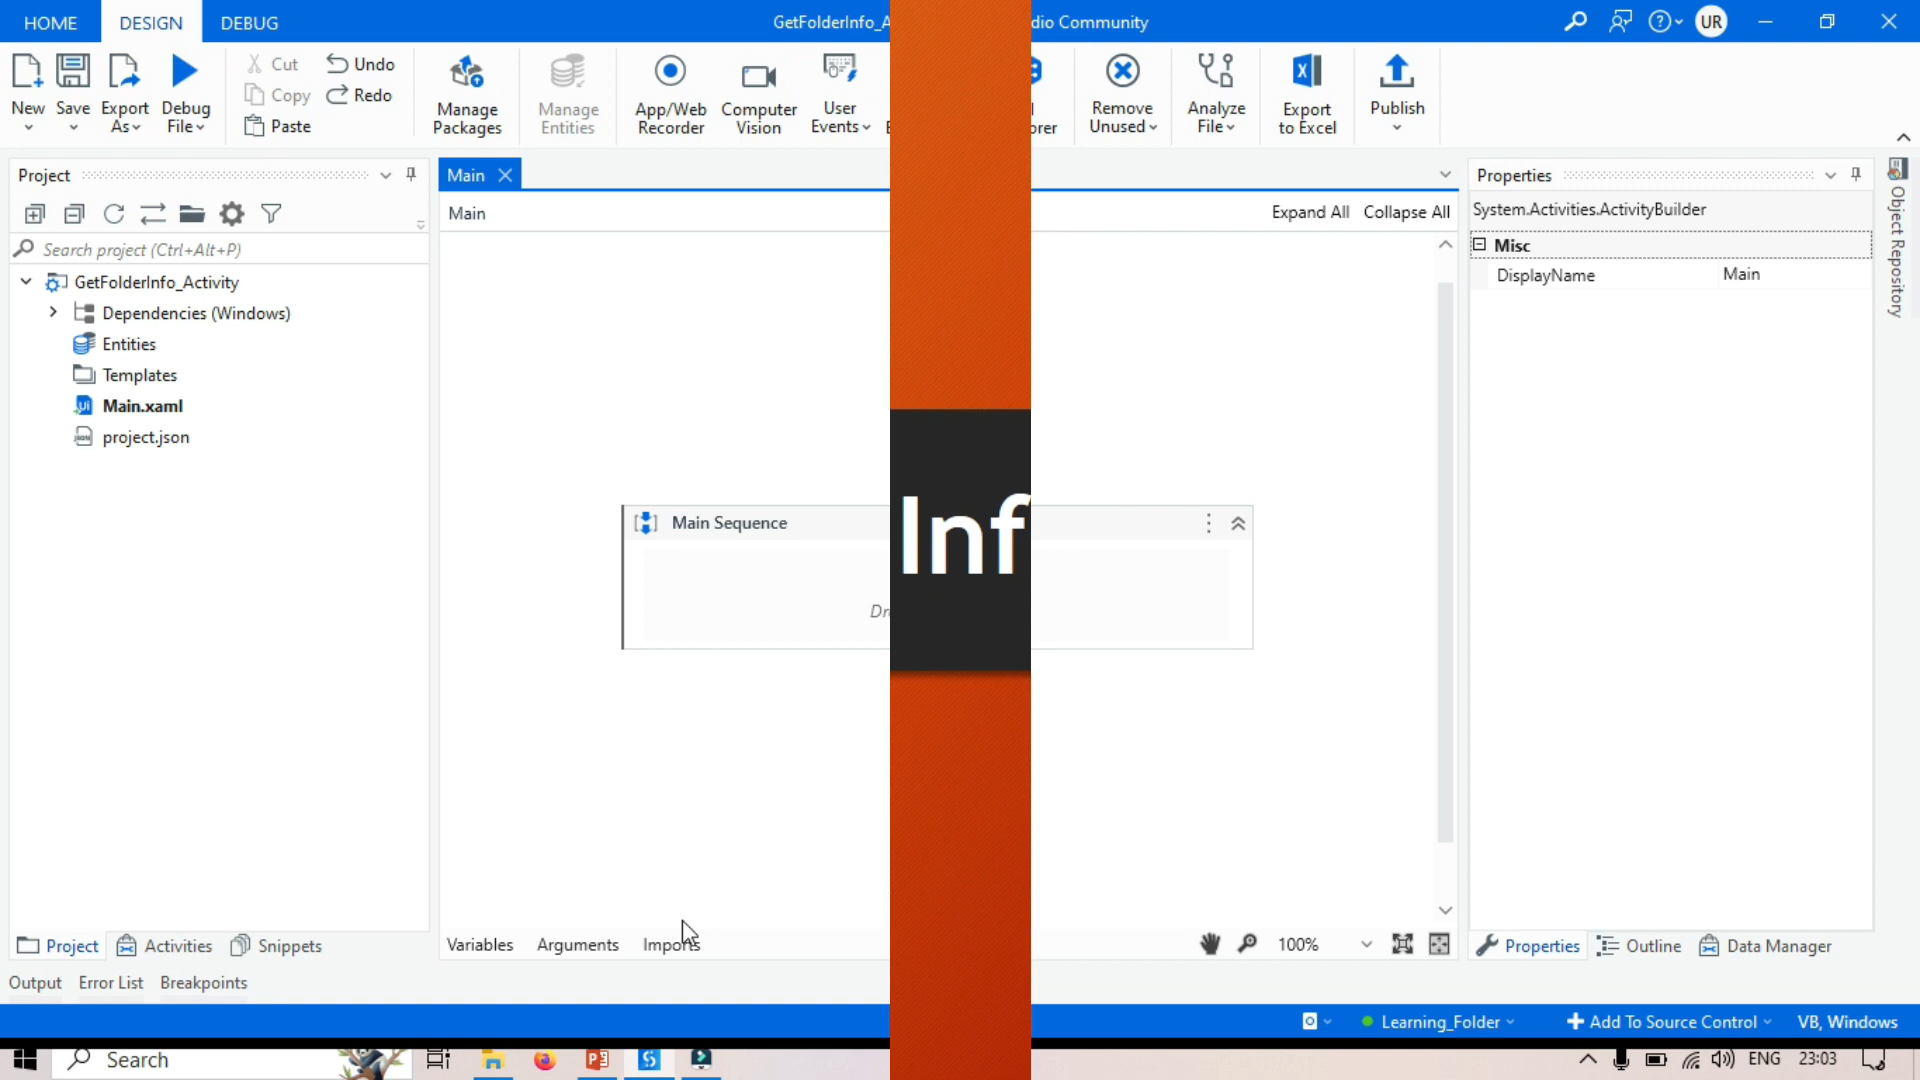 HOME DESIGN DEBUG
GetFolderInfo_A
dio Community
UR
New
Save
Export As
Debug File
Cut
Copy
Paste
Undo
Redo
Manage Packages
Manage Entities
App/Web Recorder
Computer Vision
User Events
Remove Unused
Analyze File
Export to Excel
Publish
Project
Search project (Ctrl+Alt+P)
GetFolderInfo_Activity
Dependencies (Windows)
Entities
Templates
Main.xaml
project.json
Main
Main
Expand All Collapse All
Main Sequence
Inf
Properties
System.Activities.ActivityBuilder
Misc
DisplayName Main
Object Repository
Variables Arguments Imports
100%
Project Activities Snippets
Properties Outline Data Manager
Output Error List Breakpoints
Learning_Folder
Add To Source Control
VB, Windows
Search
ENG 23:03